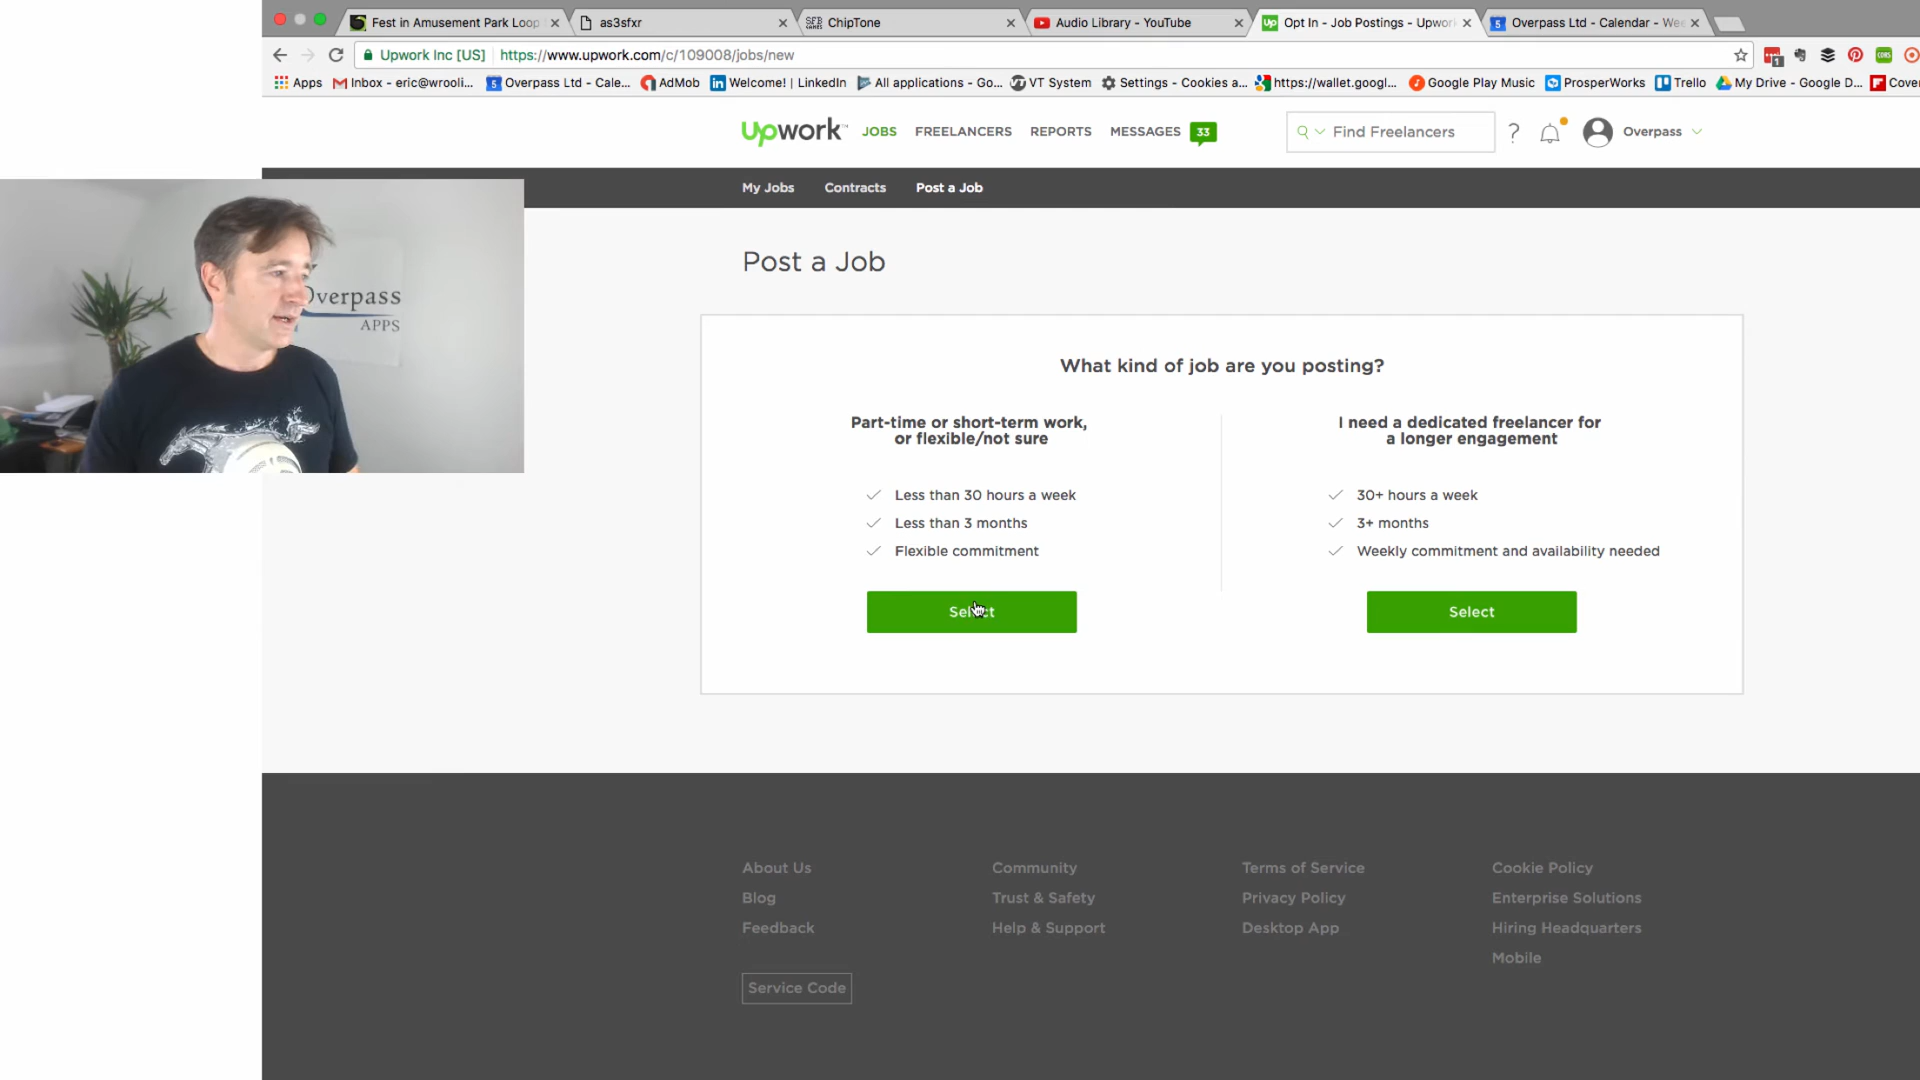 Fest in Amusement Park Loop
as3sfxr
ChipTone
Audio Library - YouTube
Opt In - Job Postings - Upwor
Overpass Ltd - Calendar - Wee
Upwork Inc [US]
https://www.upwork.com/c/109008/jobs/new
Apps
Inbox - eric@wrooli...
Overpass Ltd - Cale...
AdMob
Welcome! | LinkedIn
All applications - Go...
VT System
Settings - Cookies a...
https://wallet.googl...
Google Play Music
ProsperWorks
Trello
My Drive - Google D...
Cover
Upwork
JOBS
FREELANCERS
REPORTS
MESSAGES
33
Find Freelancers
?
Overpass
My Jobs
Contracts
Post a Job
Overpass
APPS
Post a Job
What kind of job are you posting?
Part-time or short-term work,
or flexible/not sure
Less than 30 hours a week
Less than 3 months
Flexible commitment
Select
I need a dedicated freelancer for
a longer engagement
30+ hours a week
3+ months
Weekly commitment and availability needed
Select
About Us
Blog
Feedback
Community
Trust & Safety
Help & Support
Terms of Service
Privacy Policy
Desktop App
Cookie Policy
Enterprise Solutions
Hiring Headquarters
Mobile
Service Code